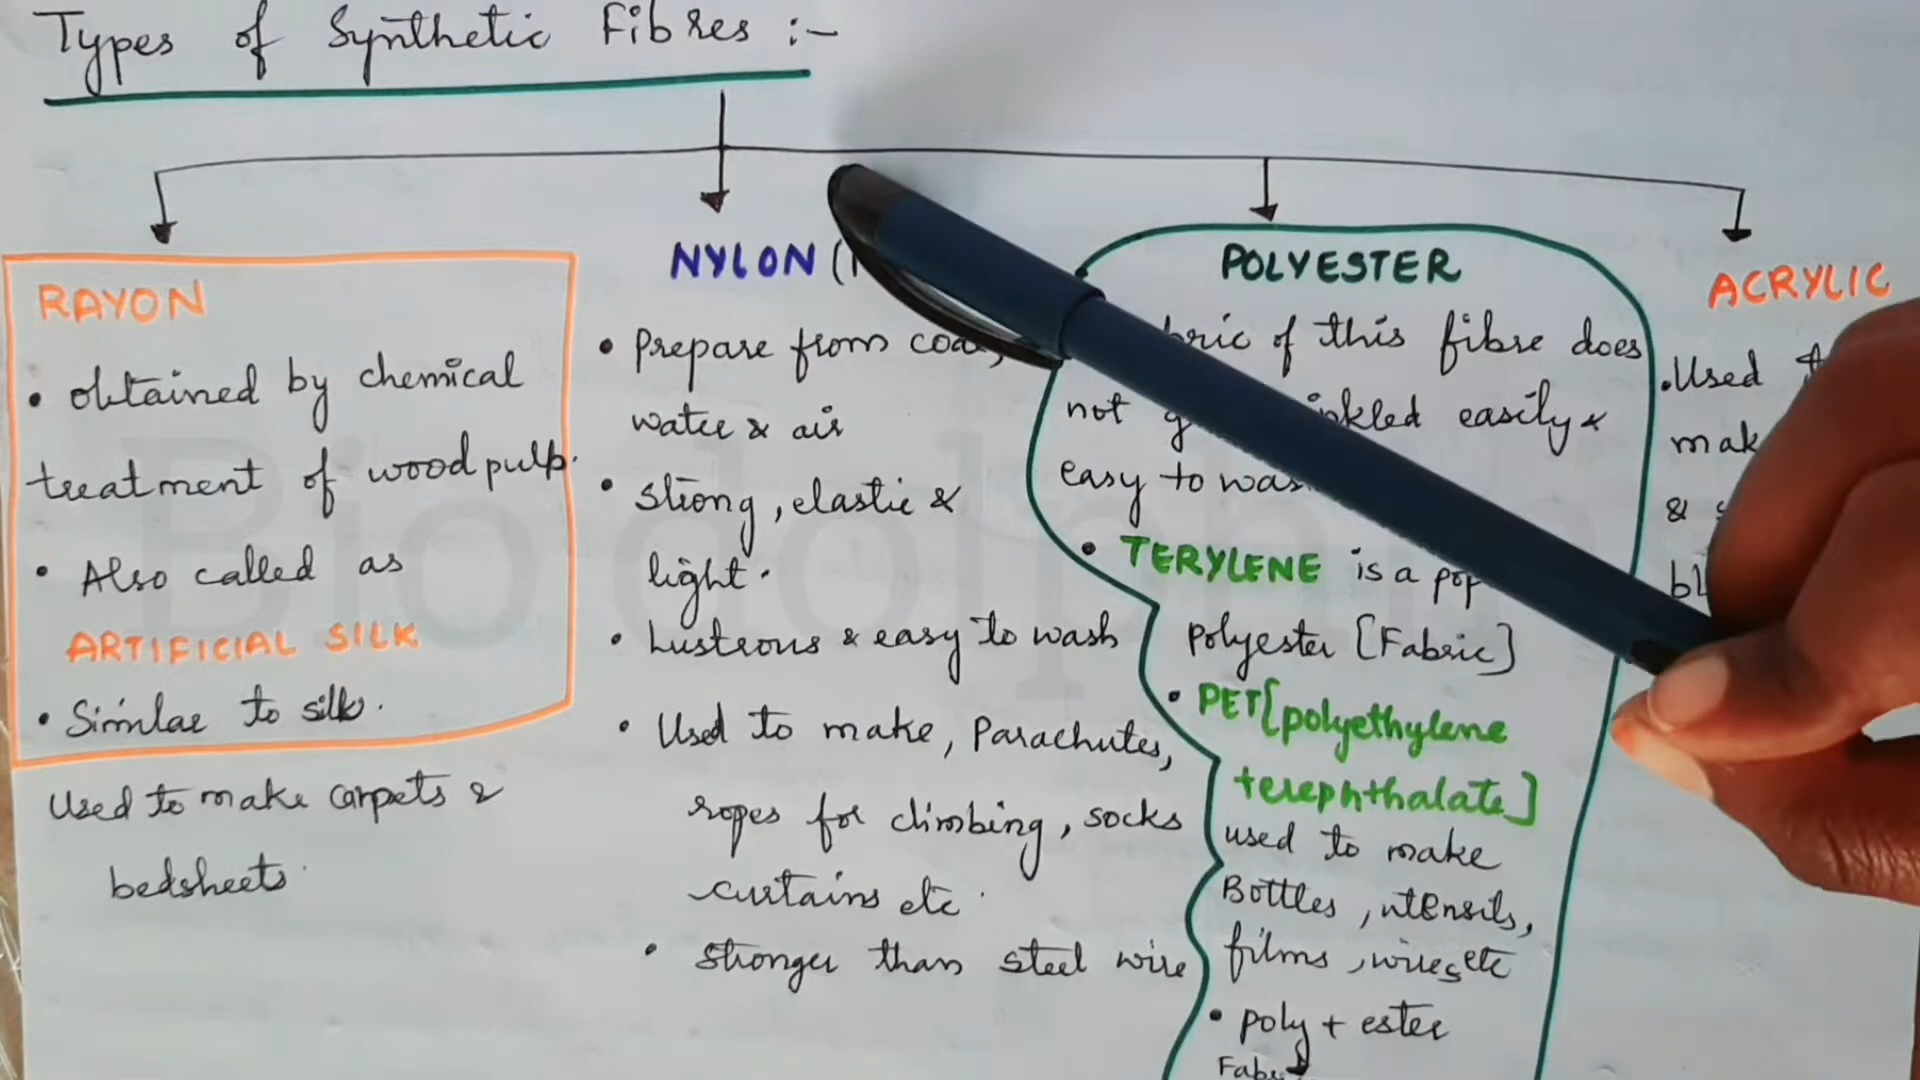 Types of Synthetic Fibres :-
RAYON
• obtained by chemical
treatment of wood pulp.
• Also called as
ARTIFICIAL SILK
• Similar to silk.
Used to make carpets &
bedsheets.
NYLON
• Prepare from
water & air
• strong, elastic &
light.
• Lustrous & easy to wash
• Used to make, Parachutes,
ropes for climbing, socks
curtains etc.
• stronger than steel wire
POLYESTER
of this fibre does
not easily &
easy to
• TERYLENE is a
polyester [Fabric]
• PET[polyethylene
terephthalate]
used to make
Bottles, utensils,
films, wires etc
• poly + ester
ACRYLIC
• Used
&
Biodolphin